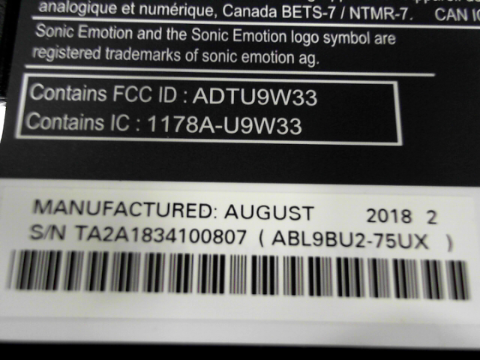 analogique et numérique, Canada BETS-7 / NTMR-7. CAN IC
Sonic Emotion and the Sonic Emotion logo symbol are
registered trademarks of sonic emotion ag.
Contains FCC ID : ADTU9W33
Contains IC : 1178A-U9W33
MANUFACTURED: AUGUST 2018 2
S/N TA2A1834100807 ( ABL9BU2-75UX )